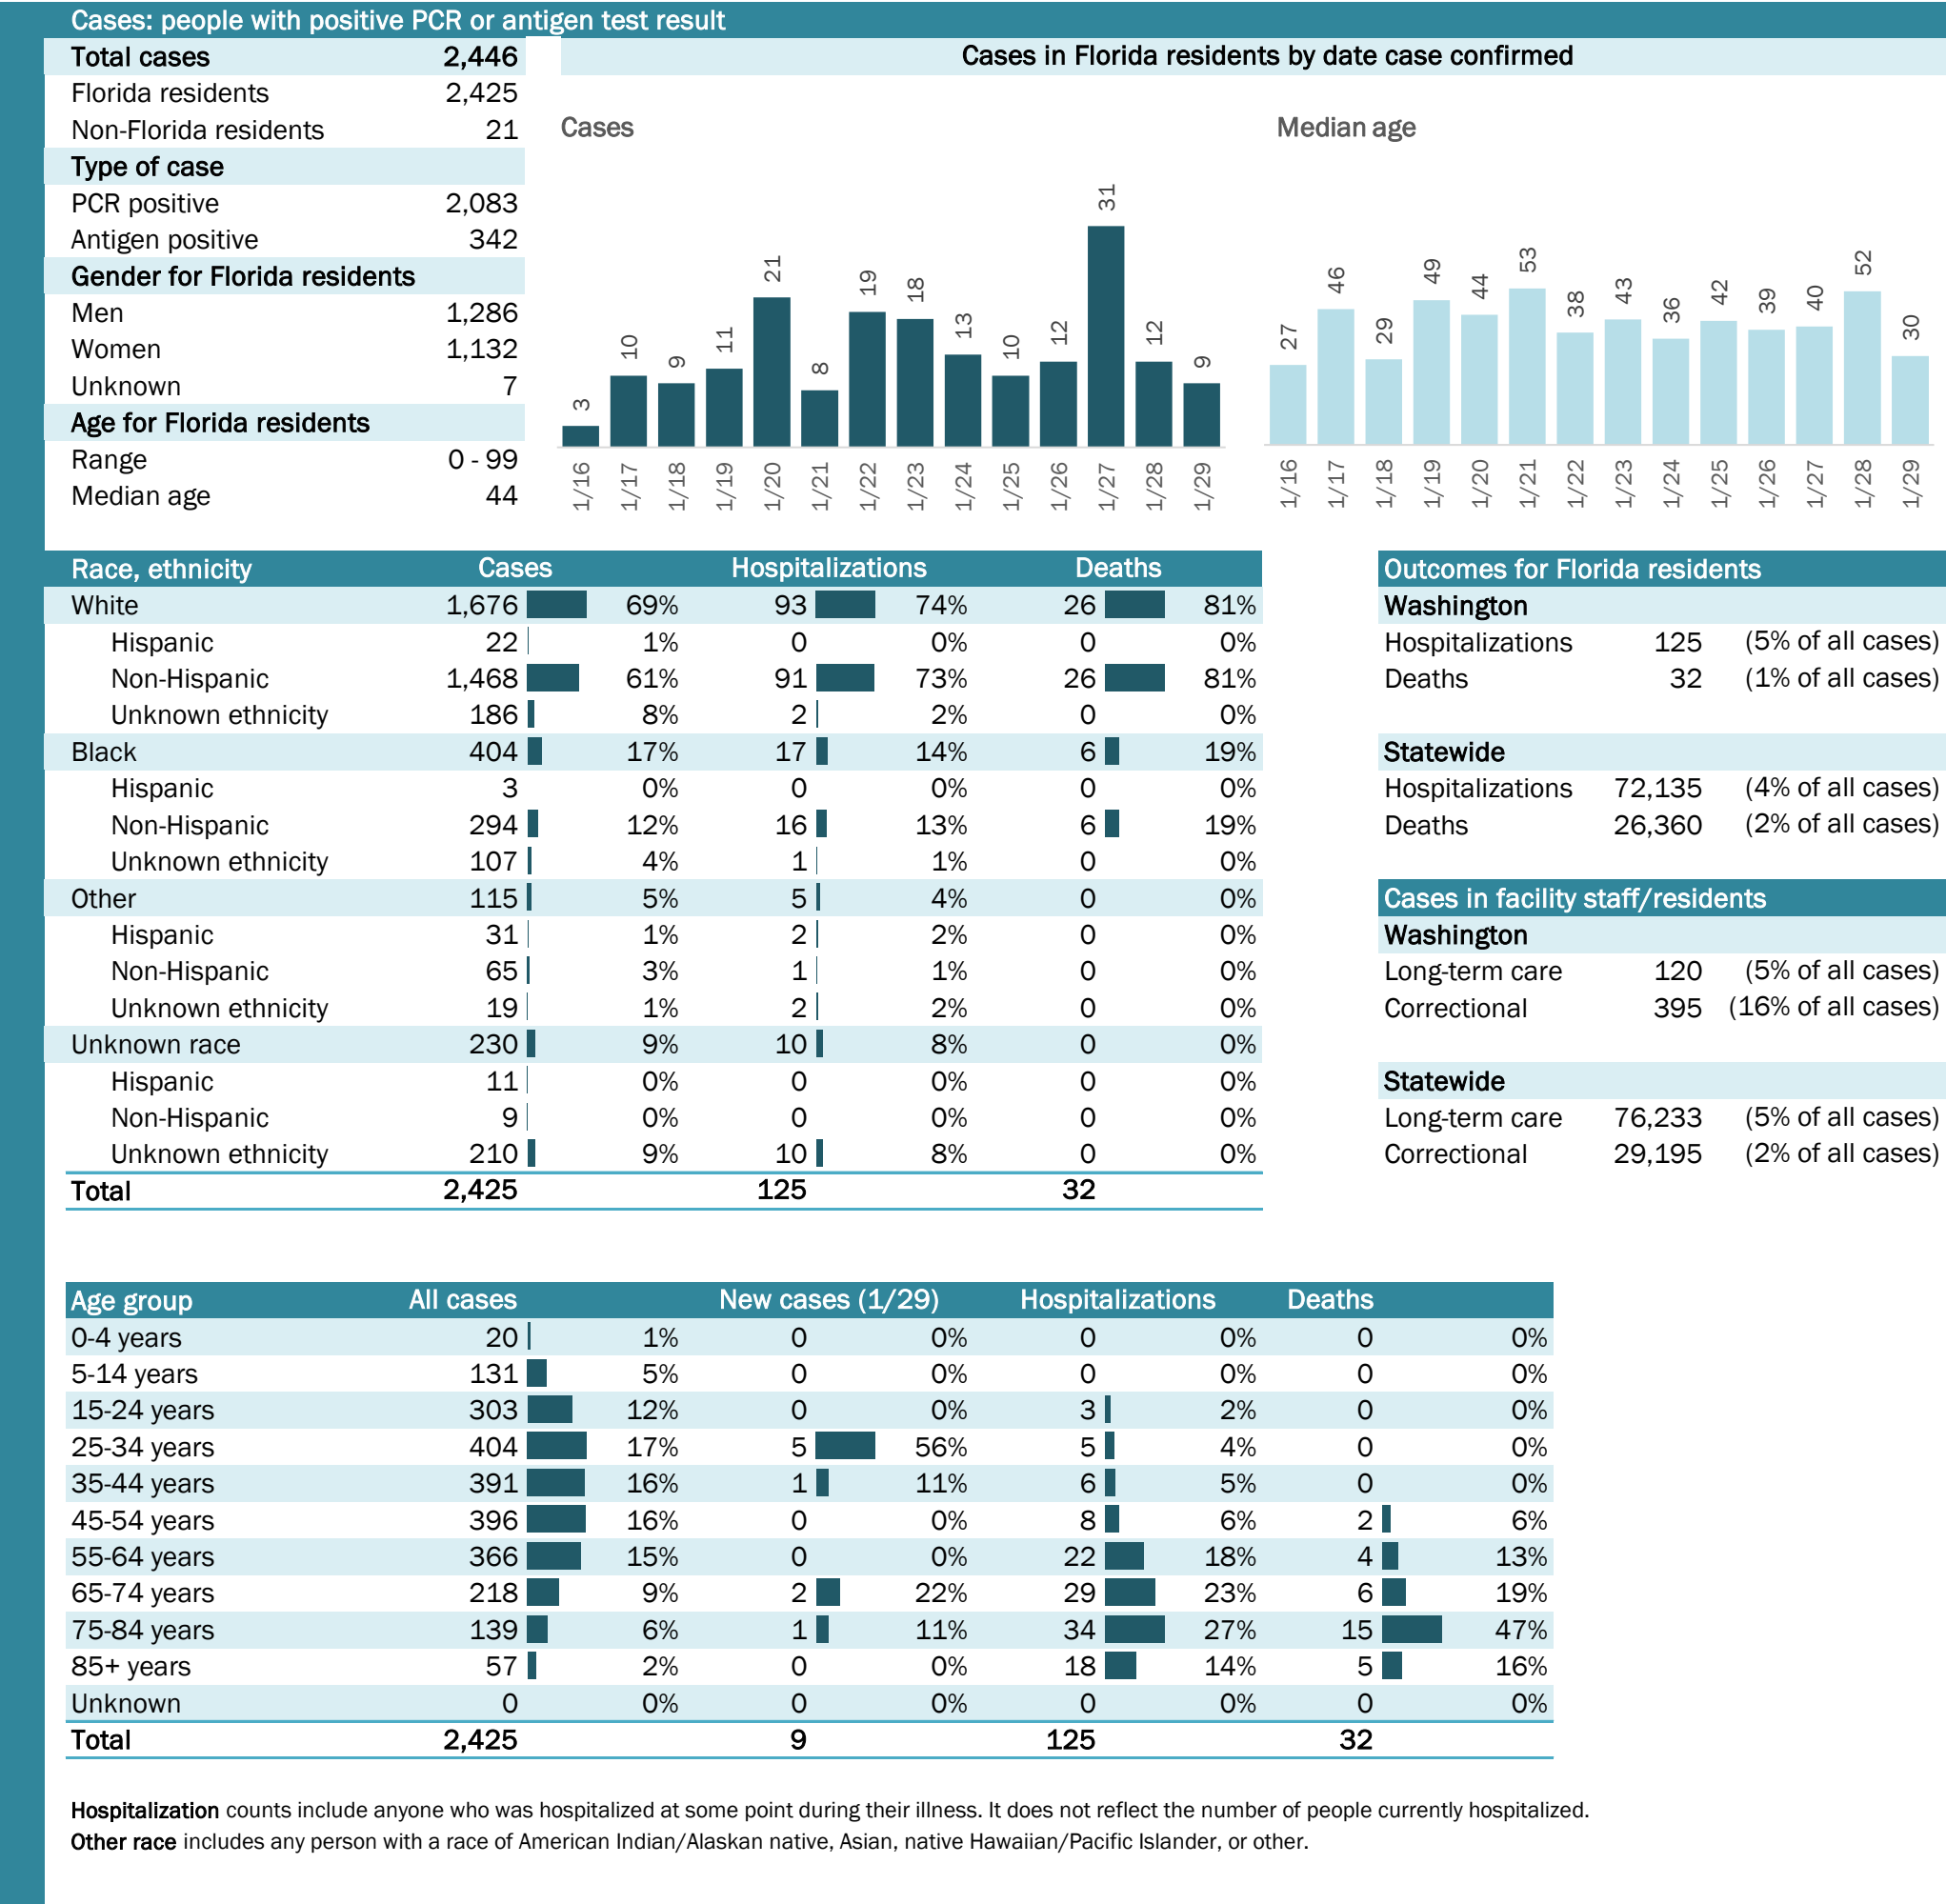 Cases: people with positive PCR or antigen test result
Total cases 2,446
Florida residents 2,425
Non-Florida residents 21
Type of case
PCR positive 2,083
Antigen positive 342
Gender for Florida residents
Men 1,286
Women 1,132
Unknown 7
Age for Florida residents
Range 0 - 99
Median age 44
Cases in Florida residents by date case confirmed
Cases
3 10 9 11 21 8 19 18 13 10 12 31 12 9
1/16 1/17 1/18 1/19 1/20 1/21 1/22 1/23 1/24 1/25 1/26 1/27 1/28 1/29
Median age
27 46 29 49 44 53 38 43 36 42 39 40 52 30
1/16 1/17 1/18 1/19 1/20 1/21 1/22 1/23 1/24 1/25 1/26 1/27 1/28 1/29
Race, ethnicity Cases Hospitalizations Deaths
White 1,676 69% 93 74% 26 81%
Hispanic 22 1% 0 0% 0 0%
Non-Hispanic 1,468 61% 91 73% 26 81%
Unknown ethnicity 186 8% 2 2% 0 0%
Black 404 17% 17 14% 6 19%
Hispanic 3 0% 0 0% 0 0%
Non-Hispanic 294 12% 16 13% 6 19%
Unknown ethnicity 107 4% 1 1% 0 0%
Other 115 5% 5 4% 0 0%
Hispanic 31 1% 2 2% 0 0%
Non-Hispanic 65 3% 1 1% 0 0%
Unknown ethnicity 19 1% 2 2% 0 0%
Unknown race 230 9% 10 8% 0 0%
Hispanic 11 0% 0 0% 0 0%
Non-Hispanic 9 0% 0 0% 0 0%
Unknown ethnicity 210 9% 10 8% 0 0%
Total 2,425 125 32
Outcomes for Florida residents
Washington
Hospitalizations 125 (5% of all cases)
Deaths 32 (1% of all cases)
Statewide
Hospitalizations 72,135 (4% of all cases)
Deaths 26,360 (2% of all cases)
Cases in facility staff/residents
Washington
Long-term care 120 (5% of all cases)
Correctional 395 (16% of all cases)
Statewide
Long-term care 76,233 (5% of all cases)
Correctional 29,195 (2% of all cases)
Age group All cases New cases (1/29) Hospitalizations Deaths
0-4 years 20 1% 0 0% 0 0% 0 0%
5-14 years 131 5% 0 0% 0 0% 0 0%
15-24 years 303 12% 0 0% 3 2% 0 0%
25-34 years 404 17% 5 56% 5 4% 0 0%
35-44 years 391 16% 1 11% 6 5% 0 0%
45-54 years 396 16% 0 0% 8 6% 2 6%
55-64 years 366 15% 0 0% 22 18% 4 13%
65-74 years 218 9% 2 22% 29 23% 6 19%
75-84 years 139 6% 1 11% 34 27% 15 47%
85+ years 57 2% 0 0% 18 14% 5 16%
Unknown 0 0% 0 0% 0 0% 0 0%
Total 2,425 9 125 32
Hospitalization counts include anyone who was hospitalized at some point during their illness. It does not reflect the number of people currently hospitalized.
Other race includes any person with a race of American Indian/Alaskan native, Asian, native Hawaiian/Pacific Islander, or other.